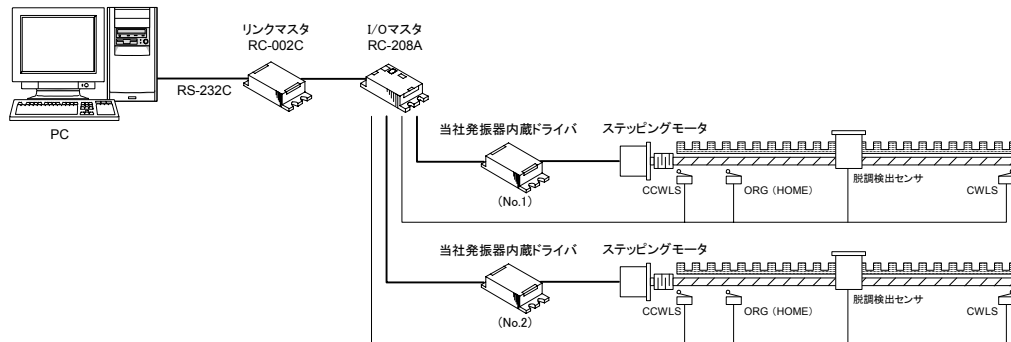 リンクマスタ
RC-002C
I/Oマスタ
RC-208A
RS-232C
PC
当社発振器内蔵ドライバ
ステッピングモータ
(No.1)
CCWLS
ORG (HOME)
脱調検出センサ
CWLS
当社発振器内蔵ドライバ
ステッピングモータ
(No.2)
CCWLS
ORG (HOME)
脱調検出センサ
CWLS